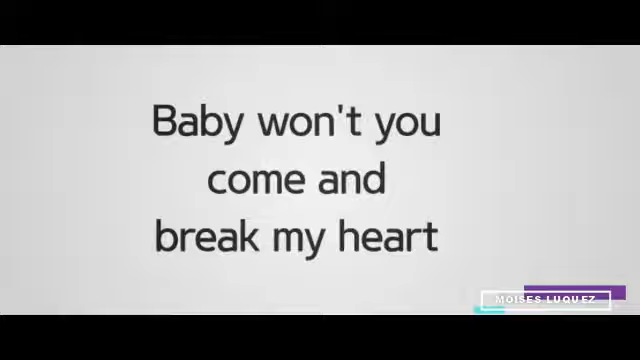 Baby won't you
come and
break my heart
MOISES LUQUEZ